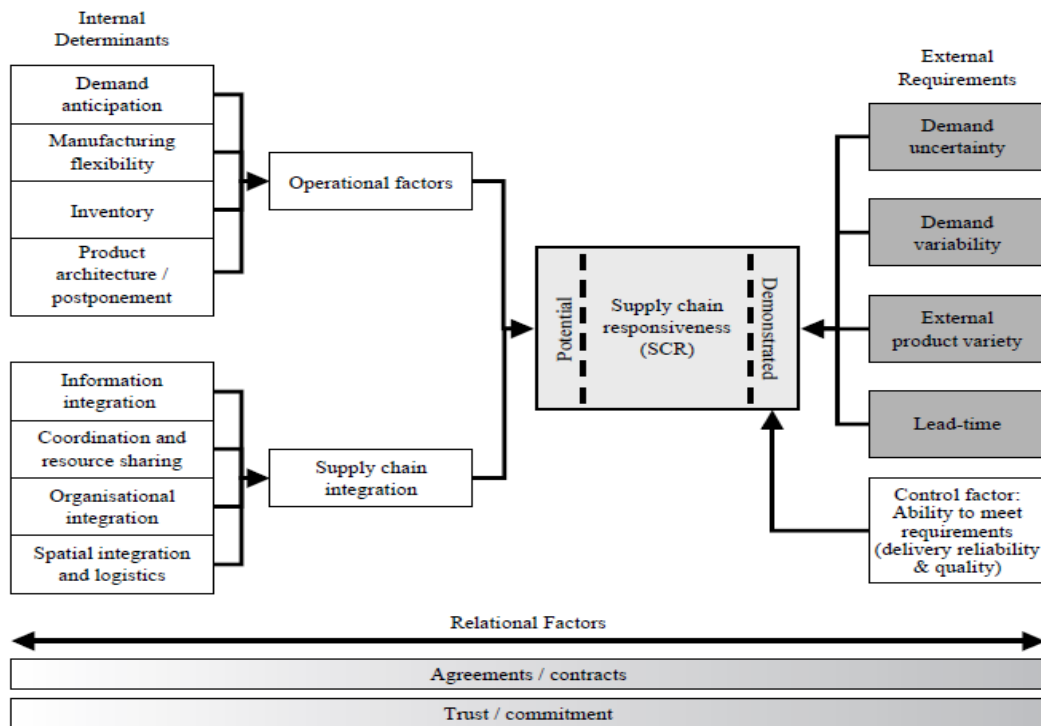 Internal
Determinants
Demand
anticipation
Manufacturing
flexibility
Inventory
Product
architecture /
postponement
Operational factors
Information
integration
Coordination and
resource sharing
Organisational
integration
Spatial integration
and logistics
Supply chain
integration
Potential
Supply chain
responsiveness
(SCR)
Demonstrated
External
Requirements
Demand
uncertainty
Demand
variability
External
product variety
Lead-time
Control factor:
Ability to meet
requirements
(delivery reliability
& quality)
Relational Factors
Agreements / contracts
Trust / commitment